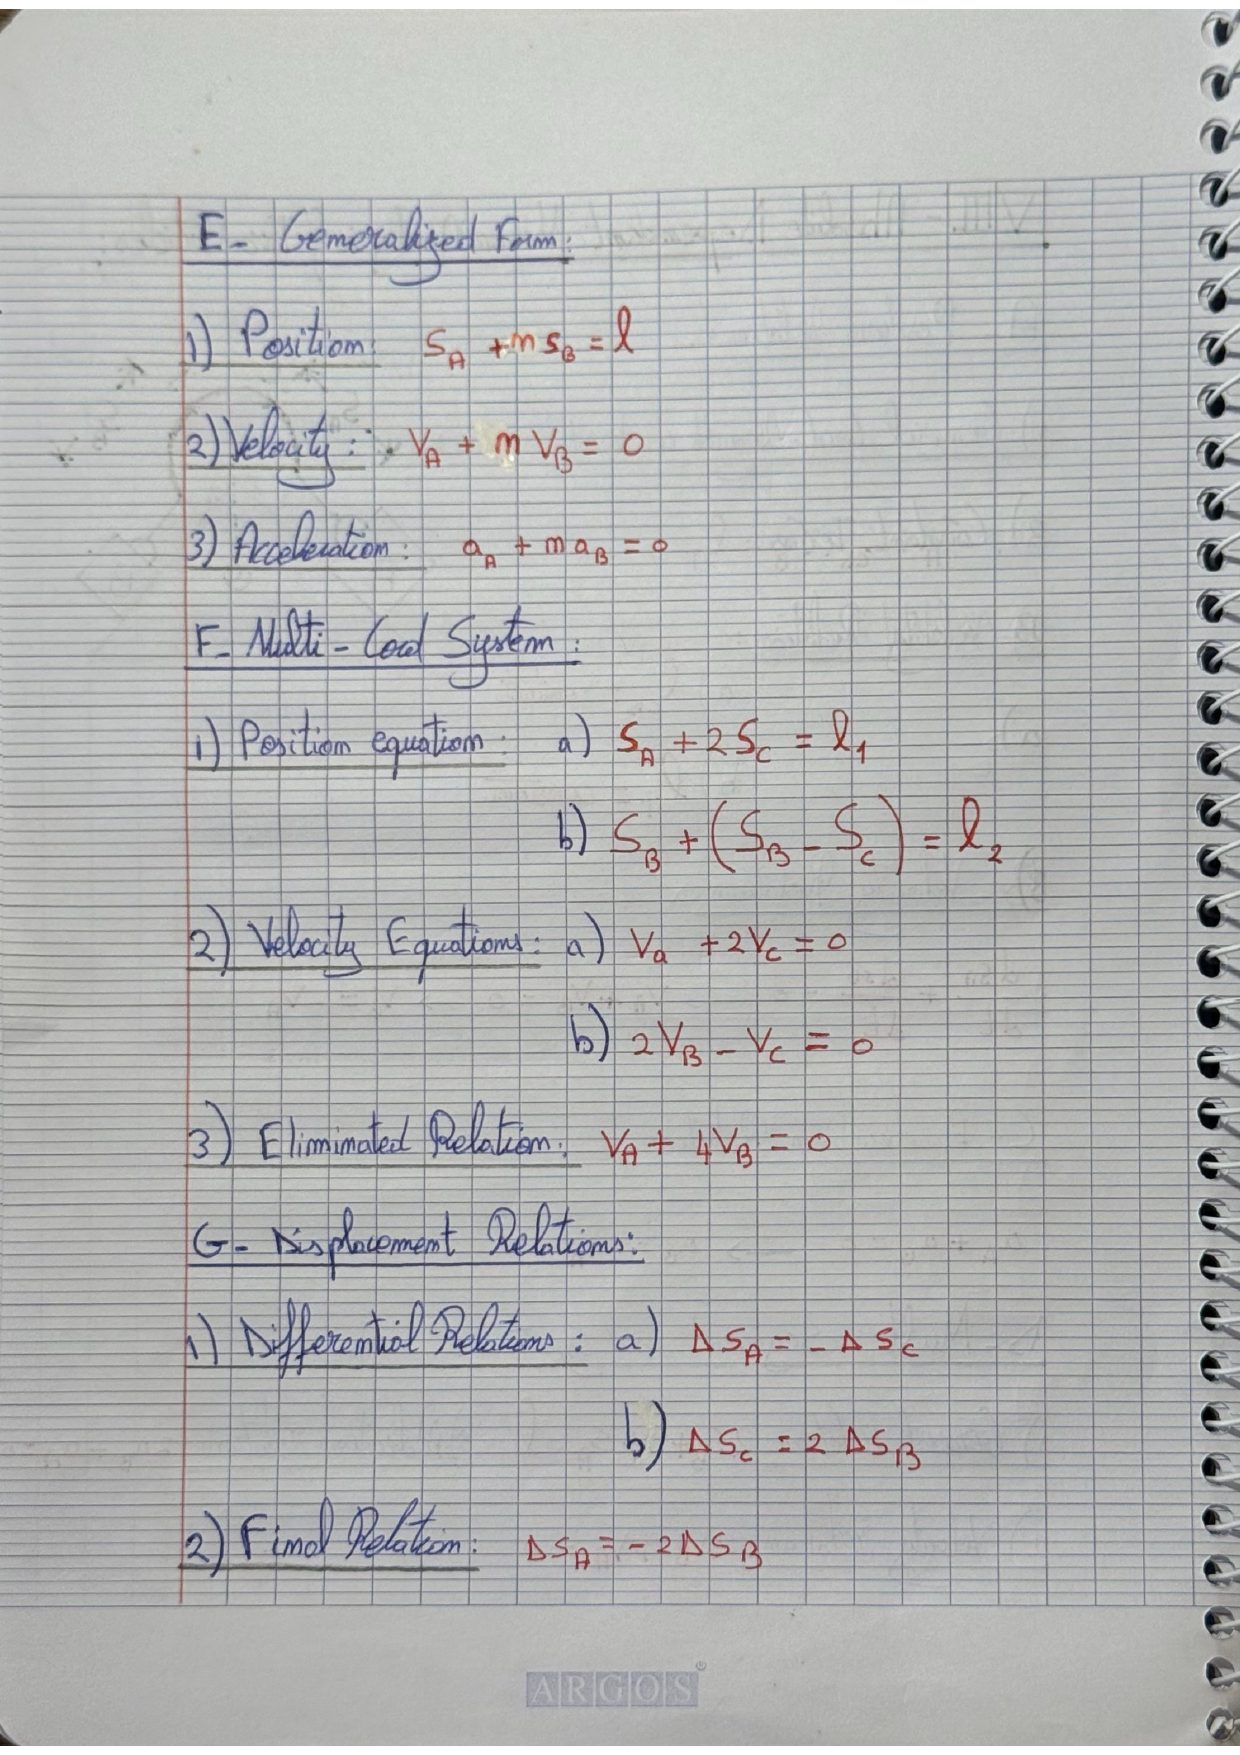 E- Generalized Form:
1) Position: S_A + n S_B = l
2) Velocity: V_A + n V_B = 0
3) Acceleration: a_A + n a_B = 0
F- Multi-Cord System:
1) Position equation: a) S_A + 2 S_C = l_1
b) S_B + (S_B - S_C) = l_2
2) Velocity Equations: a) V_a + 2V_C = 0
b) 2V_B - V_C = 0
3) Eliminated Relation: V_A + 4V_B = 0
G- Displacement Relations:
1) Differential Relations: a) ΔS_A = - ΔS_C
b) ΔS_C = 2 ΔS_B
2) Final Relation: ΔS_A = -2ΔS_B
ARGOS®